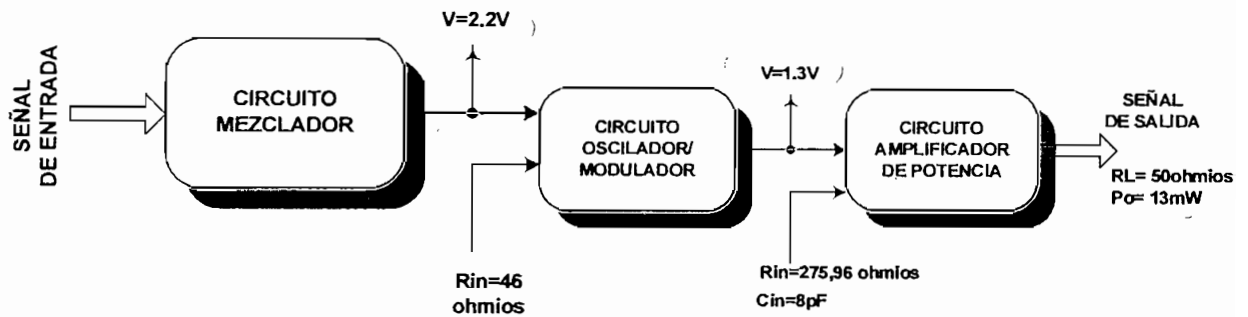 SEÑAL
DE ENTRADA
CIRCUITO
MEZCLADOR
V=2.2V
Rin=46
ohmios
CIRCUITO
OSCILADOR/
MODULADOR
V=1.3V
Rin=275,96 ohmios
Cin=8pF
CIRCUITO
AMPLIFICADOR
DE POTENCIA
SEÑAL
DE SALIDA
RL= 50ohmios
Po= 13mW